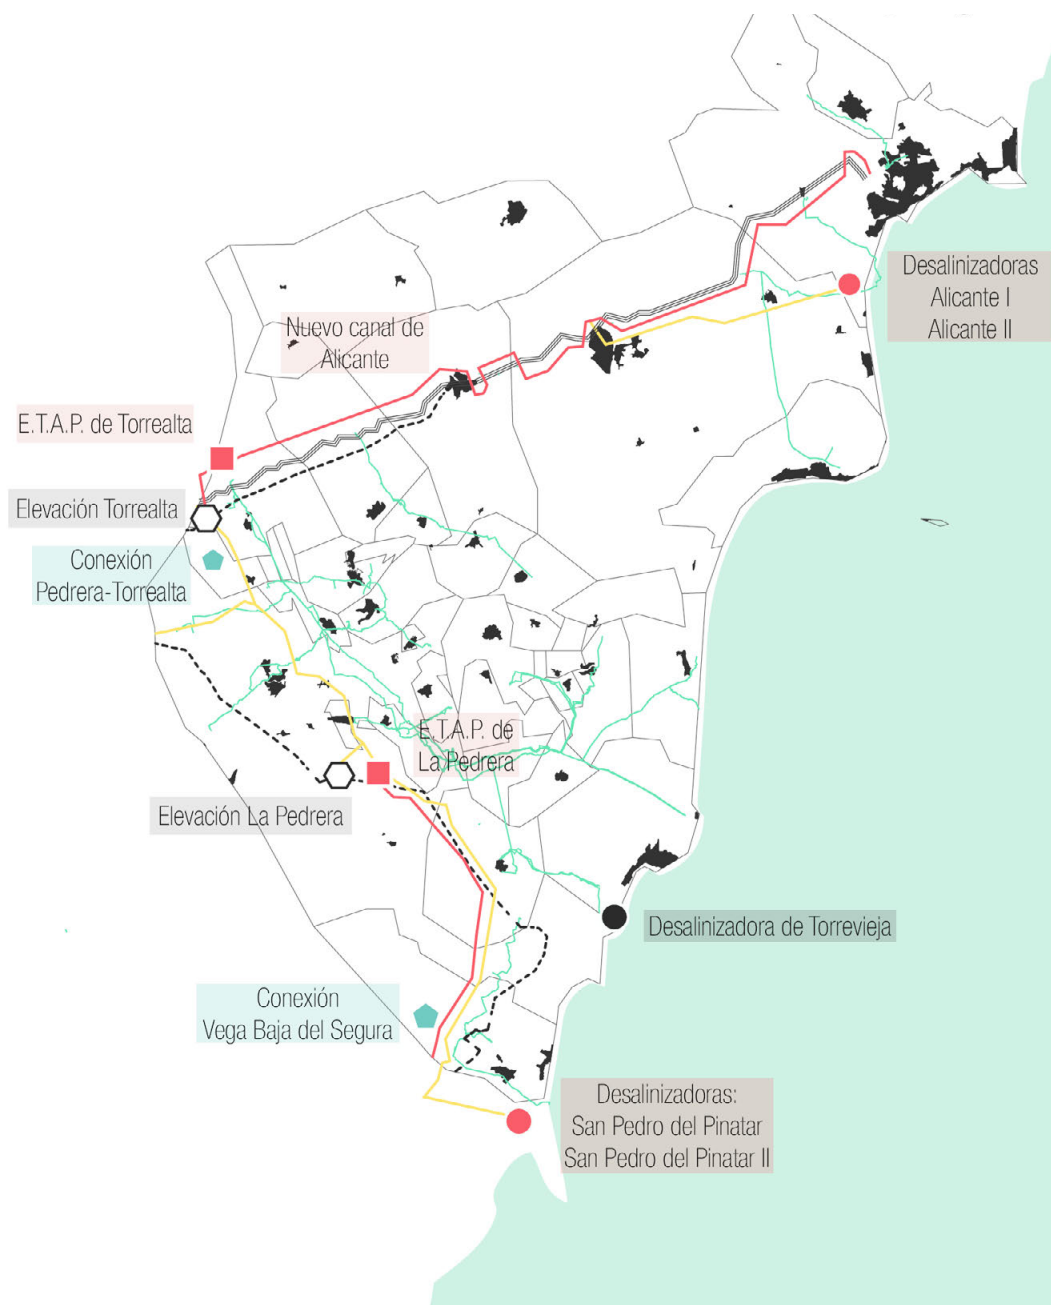 Desalinizadoras
Alicante I
Alicante II
Nuevo canal de
Alicante
E.T.A.P. de Torrealta
Elevación Torrealta
Conexión
Pedrera-Torrealta
E.T.A.P. de
La Pedrera
Elevación La Pedrera
Desalinizadora de Torrevieja
Conexión
Vega Baja del Segura
Desalinizadoras:
San Pedro del Pinatar
San Pedro del Pinatar II